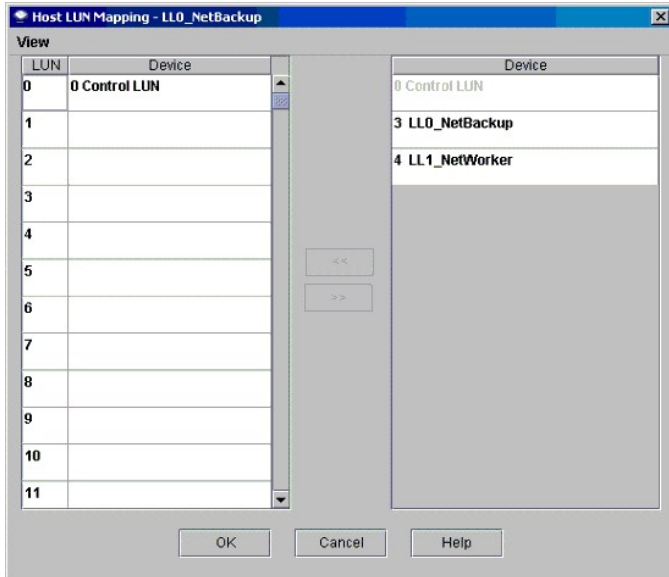 Host LUN Mapping - LL0_NetBackup
View
LUN Device
0 0 Control LUN
1
2
3
4
5
6
7
8
9
10
11
Device
0 Control LUN
3 LL0_NetBackup
4 LL1_NetWorker
<<
>>
OK Cancel Help